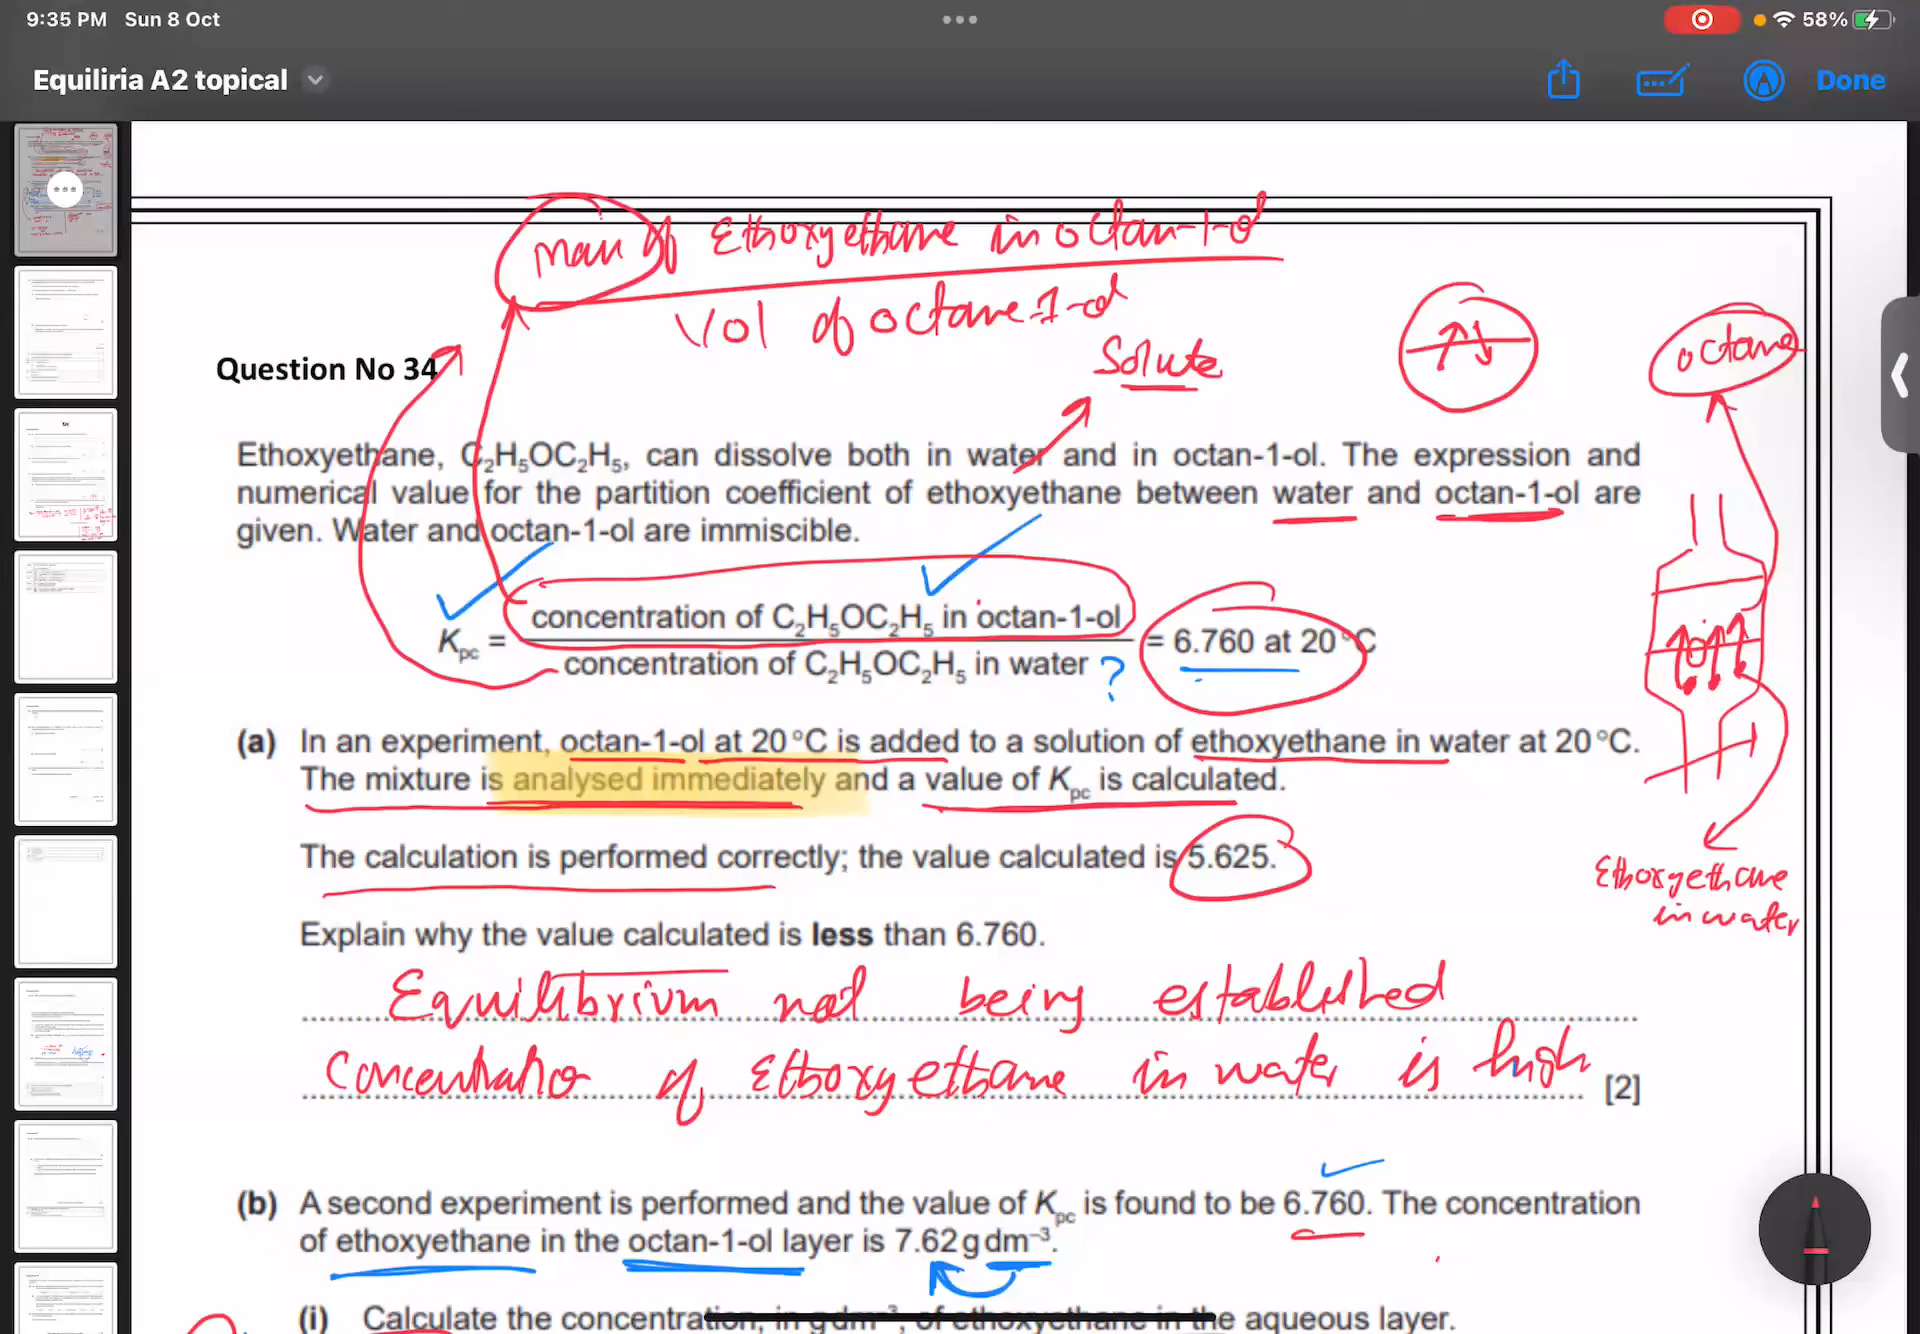 9:35 PM Sun 8 Oct
58%
Equiliria A2 topical
Done
man of Ethoxyethane in octan-1-ol
Vol of octane-1-ol
Solute
octane
Question No 34
Ethoxyethane, C₂H₅OC₂H₅, can dissolve both in water and in octan-1-ol. The expression and
numerical value for the partition coefficient of ethoxyethane between water and octan-1-ol are
given. Water and octan-1-ol are immiscible.
concentration of C₂H₅OC₂H₅ in octan-1-ol
Kpc = = 6.760 at 20 °C
concentration of C₂H₅OC₂H₅ in water ?
(a) In an experiment, octan-1-ol at 20 °C is added to a solution of ethoxyethane in water at 20 °C.
The mixture is analysed immediately and a value of Kpc is calculated.
The calculation is performed correctly; the value calculated is 5.625.
Ethoxyethane
in water
Explain why the value calculated is less than 6.760.
Equilibrium not being established
Concentration of Ethoxyethane in water is high
[2]
(b) A second experiment is performed and the value of Kpc is found to be 6.760. The concentration
of ethoxyethane in the octan-1-ol layer is 7.62 g dm⁻³.
(i) Calculate the concentration, in g dm⁻³, of ethoxyethane in the aqueous layer.